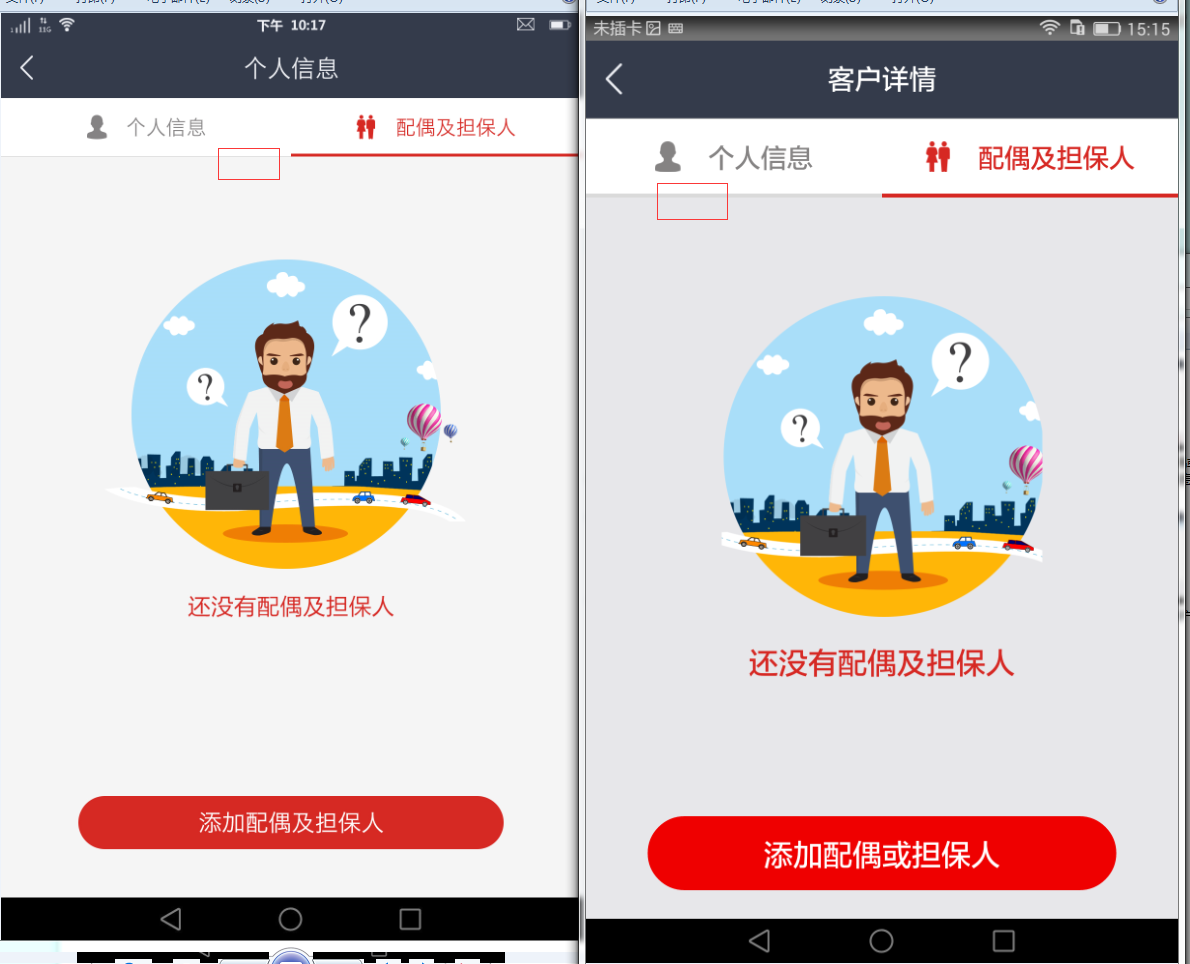 下午 10:17
个人信息
个人信息
配偶及担保人
?
?
还没有配偶及担保人
添加配偶及担保人
未插卡
15:15
客户详情
个人信息
配偶及担保人
?
?
还没有配偶及担保人
添加配偶或担保人